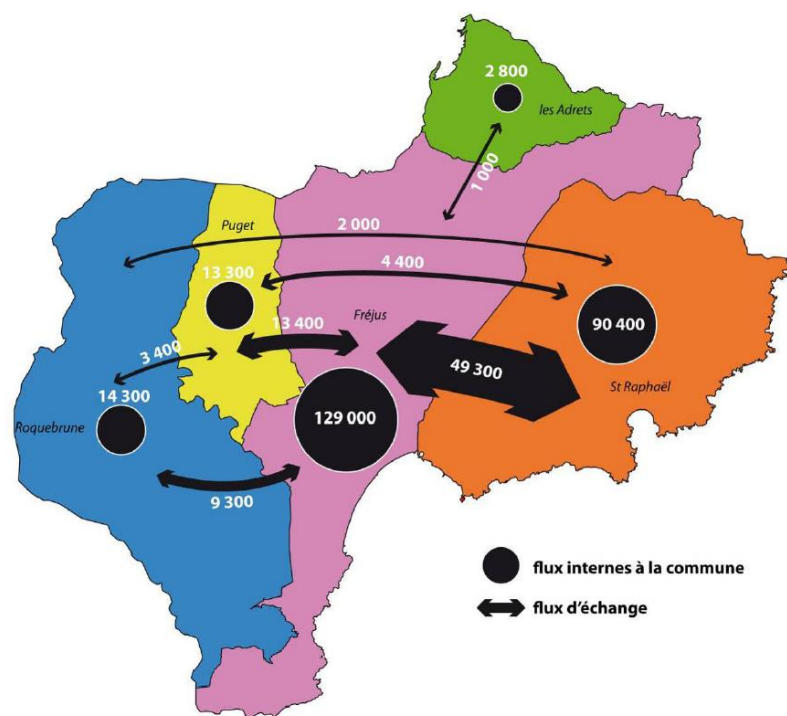 2 800
les Adrets
1 000
Puget
2 000
13 300
4 400
Fréjus
13 400
90 400
3 400
49 300
St Raphaël
14 300
129 000
Roquebrune
9 300
flux internes à la commune
flux d'échange